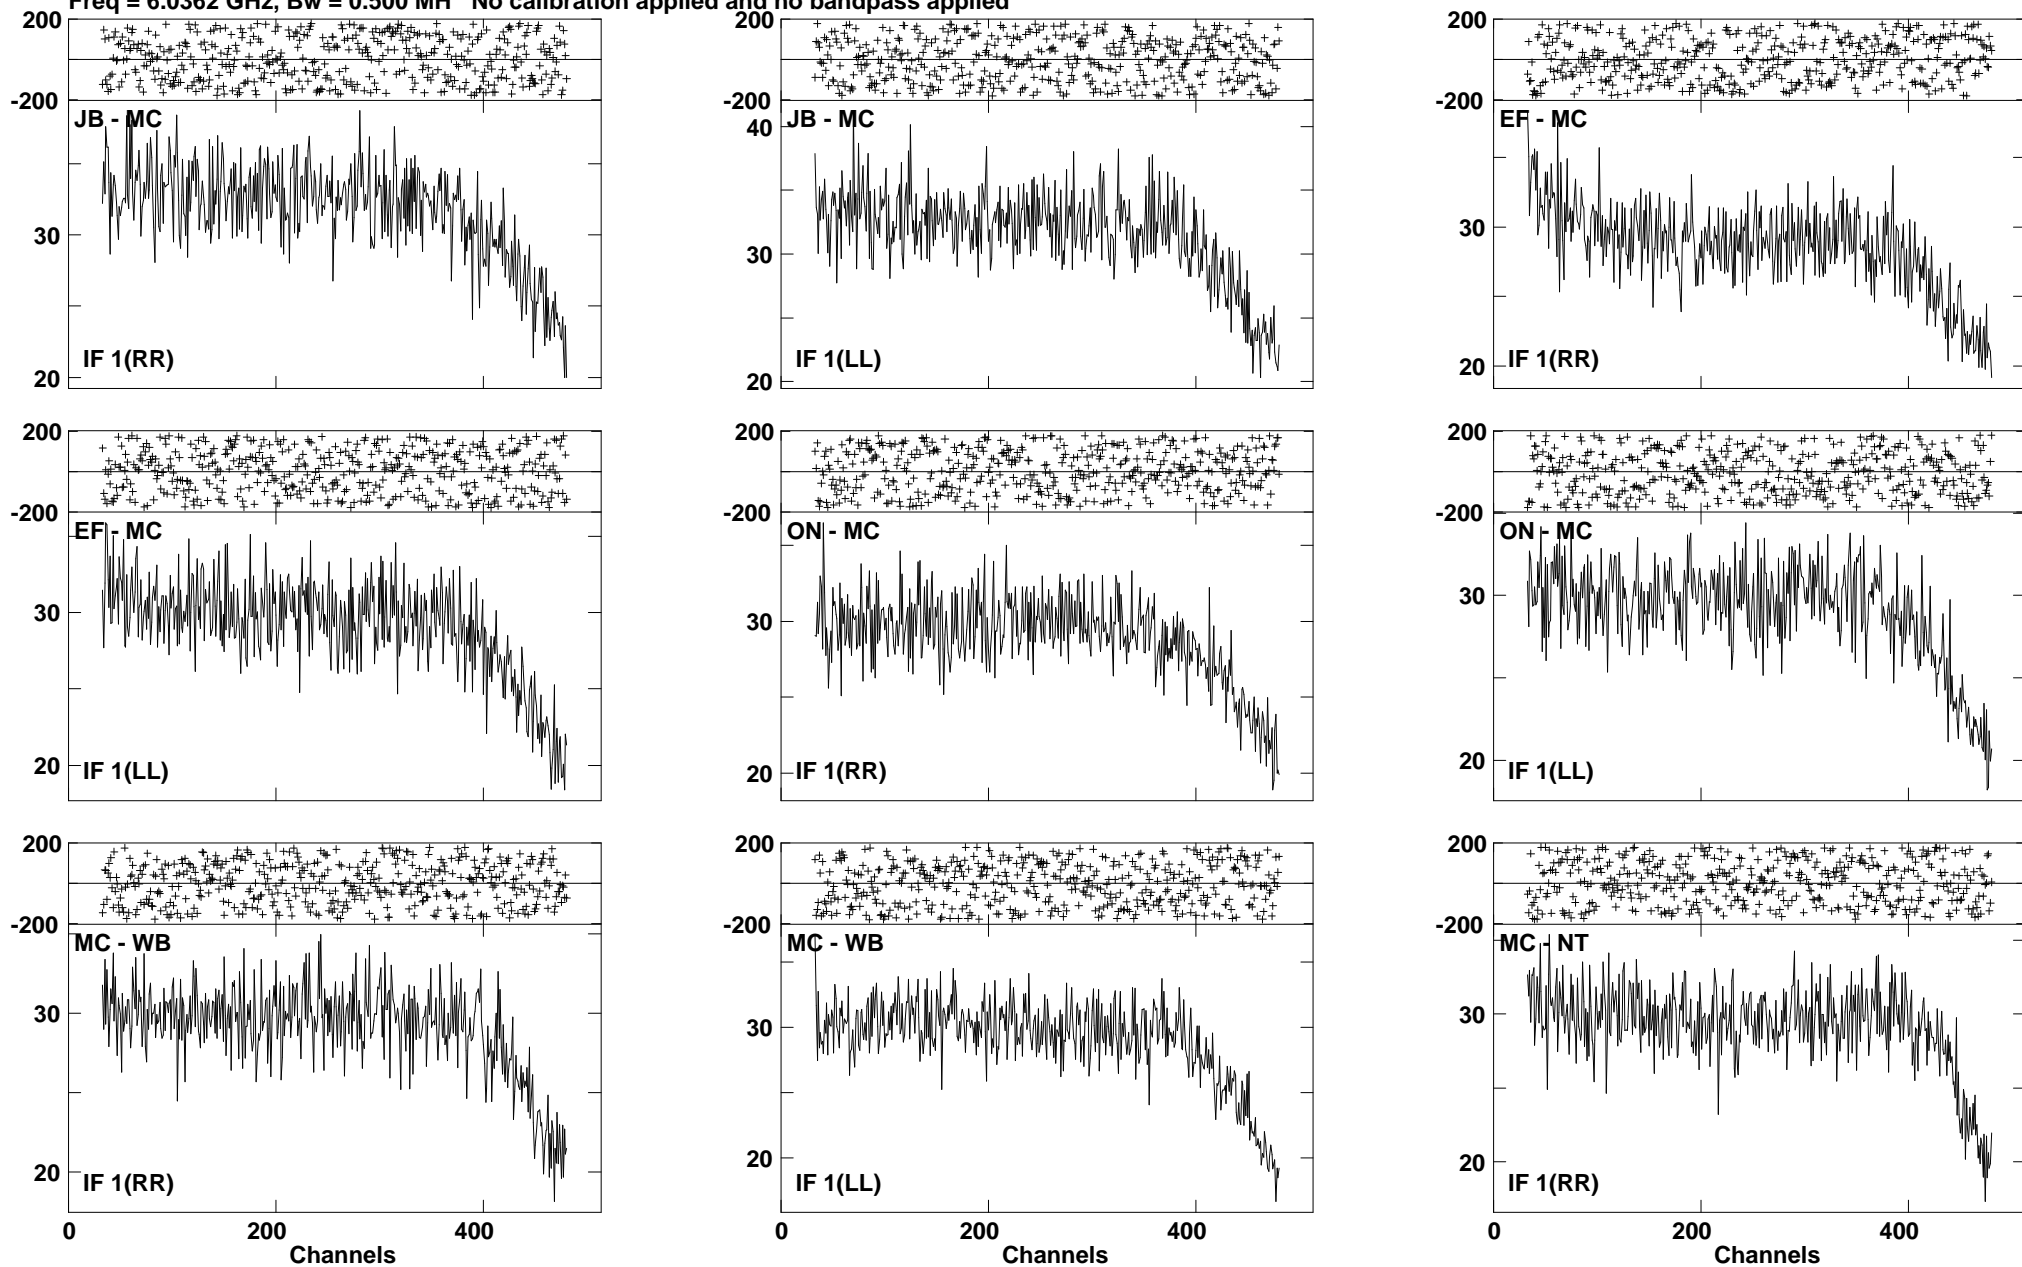 Freq = 6.0362 GHz, Bw = 0.500 MH No calibration applied and no bandpass applied
200
-200
JB - MC
30
20
IF 1(RR)
200
-200
JB - MC
40
30
20
IF 1(LL)
200
-200
EF - MC
30
20
IF 1(RR)
200
-200
EF - MC
30
20
IF 1(LL)
200
-200
ON - MC
30
20
IF 1(RR)
200
-200
ON - MC
30
20
IF 1(LL)
200
-200
MC - WB
30
20
IF 1(RR)
0 200 400
Channels
200
-200
MC - WB
30
20
IF 1(LL)
0 200 400
Channels
200
-200
MC - NT
30
20
IF 1(RR)
0 200 400
Channels